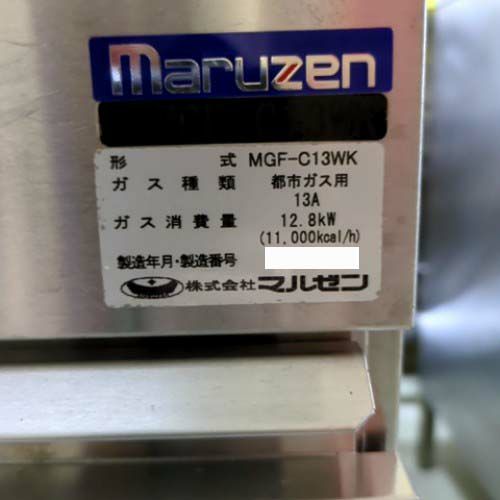 maruzen
形式 MGF-C13WK
ガス種類 都市ガス用
13A
ガス消費量 12.8kW
(11,000kcal/h)
製造年月・製造番号
株式会社マルゼン